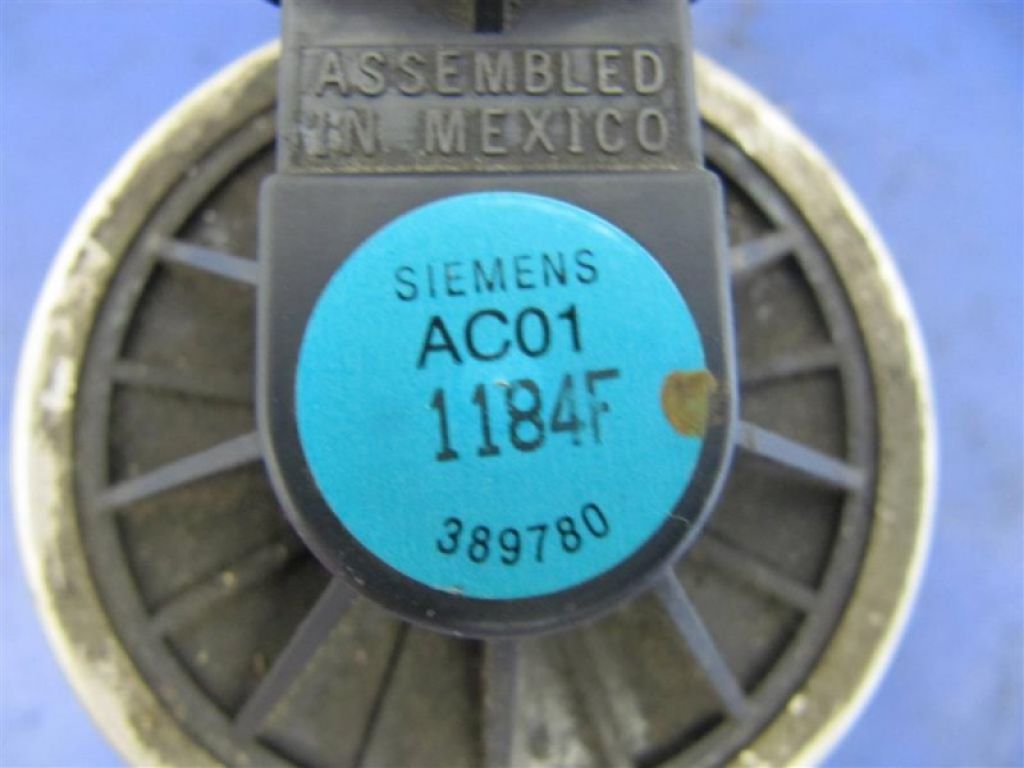 ASSEMBLED
IN MEXICO
SIEMENS
AC01
1184F
389780